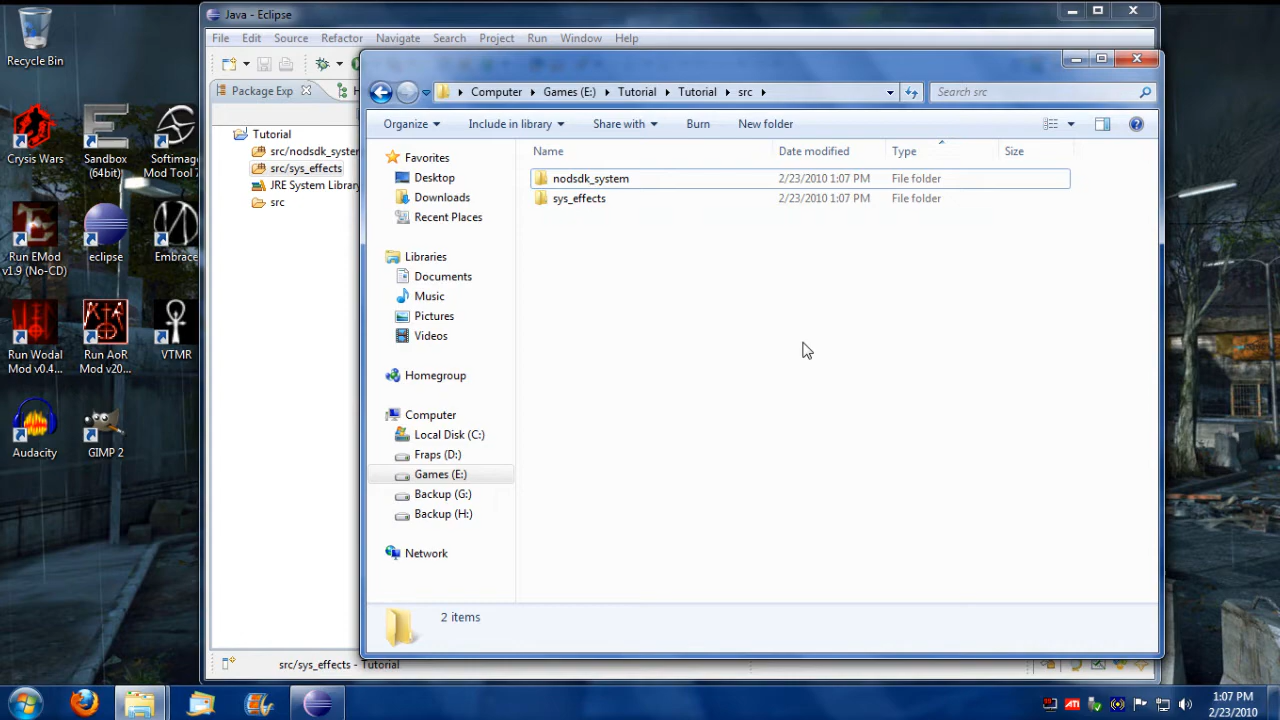 Recycle Bin
Crysis Wars
Sandbox
(64bit)
Softimag
Mod Tool 7
Run EMod
v1.9 (No-CD)
eclipse
Embrace
Run Wodal
Mod v0.4...
Run AoR
Mod v20...
VTMR
Audacity
GIMP 2
Java - Eclipse
File Edit Source Refactor Navigate Search Project Run Window Help
Package Exp
Tutorial
src/nodsdk_system
src/sys_effects
JRE System Library
src
src/sys_effects - Tutorial
Computer Games (E:) Tutorial Tutorial src
Search src
Organize Include in library Share with Burn New folder
Name Date modified Type Size
nodsdk_system 2/23/2010 1:07 PM File folder
sys_effects 2/23/2010 1:07 PM File folder
Favorites
Desktop
Downloads
Recent Places
Libraries
Documents
Music
Pictures
Videos
Homegroup
Computer
Local Disk (C:)
Fraps (D:)
Games (E:)
Backup (G:)
Backup (H:)
Network
2 items
ATI
1:07 PM
2/23/2010